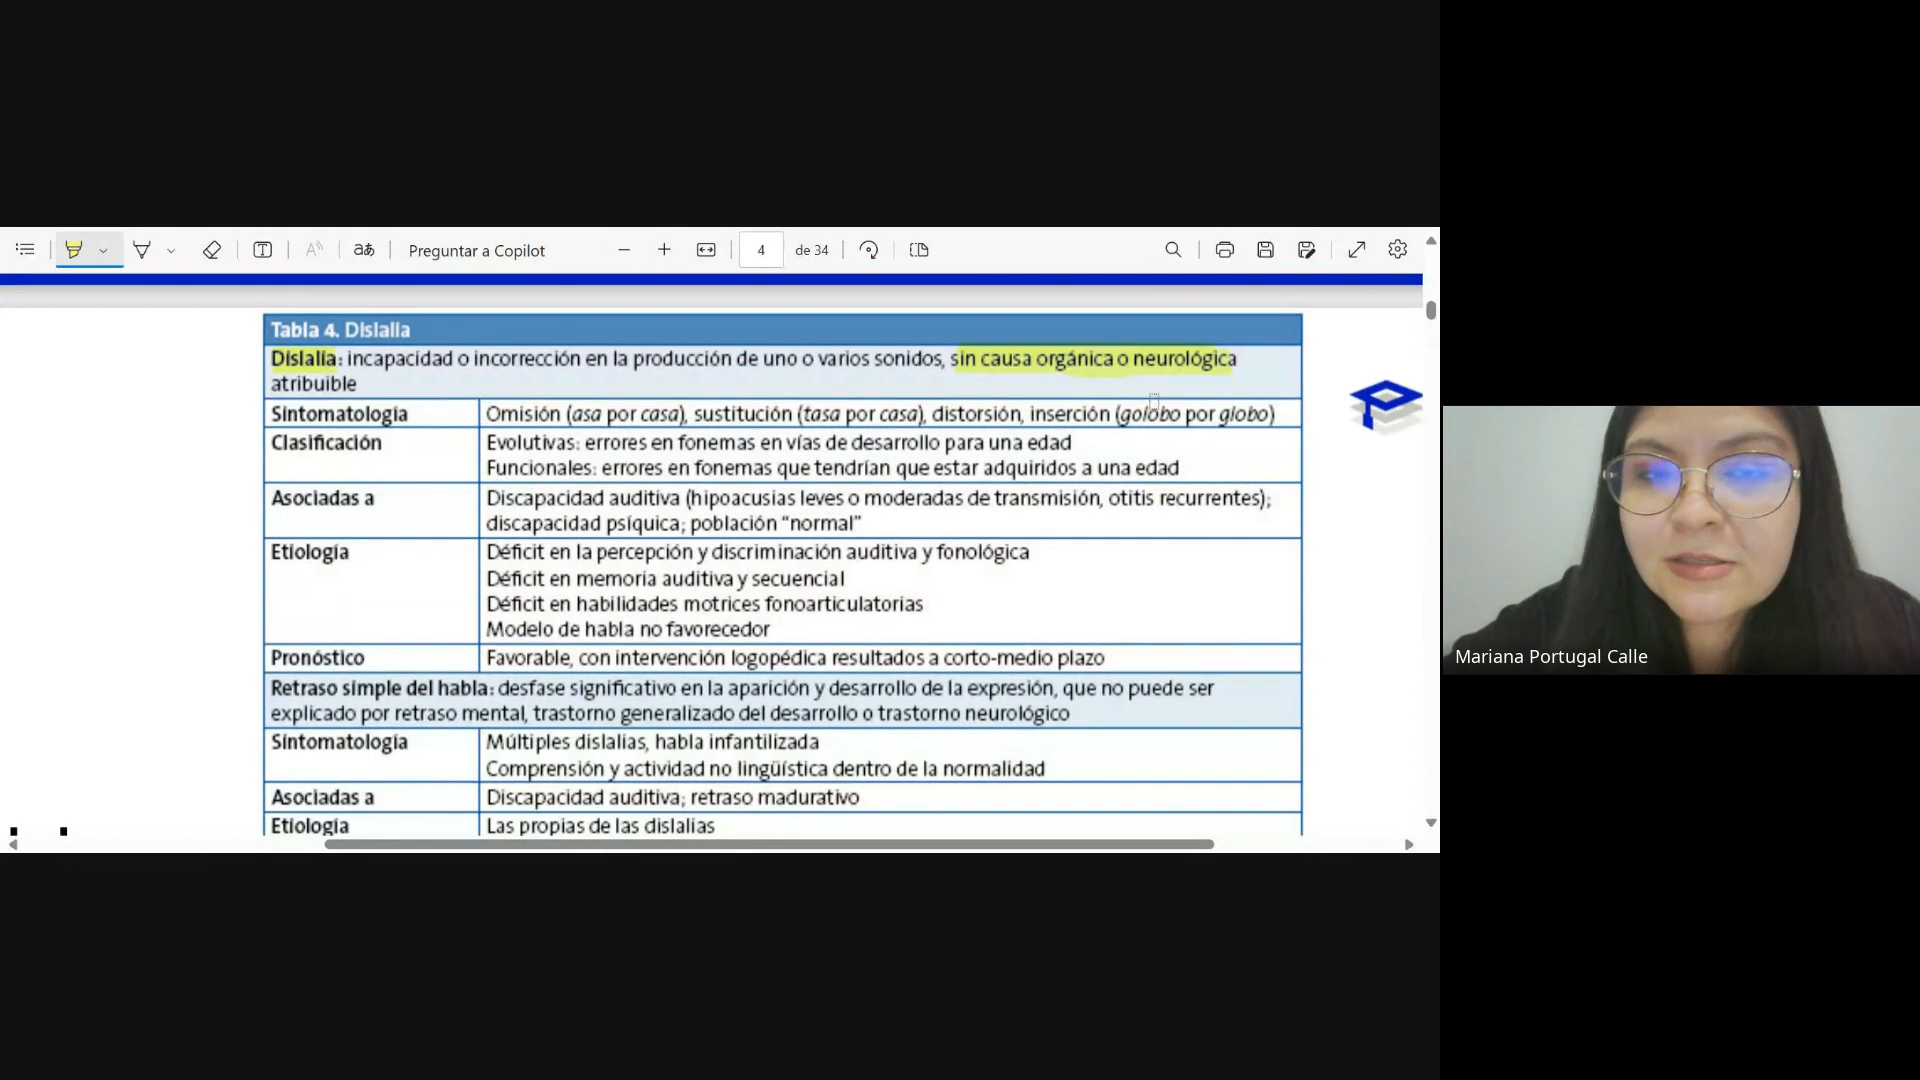 Preguntar a Copilot
4 de 34
Tabla 4. Dislalia
Dislalia: incapacidad o incorrección en la producción de uno o varios sonidos, sin causa orgánica o neurológica
atribuible
Sintomatología Omisión (asa por casa), sustitución (tasa por casa), distorsión, inserción (golobo por globo)
Clasificación Evolutivas: errores en fonemas en vías de desarrollo para una edad
Funcionales: errores en fonemas que tendrían que estar adquiridos a una edad
Asociadas a Discapacidad auditiva (hipoacusias leves o moderadas de transmisión, otitis recurrentes);
discapacidad psíquica; población “normal”
Etiología Déficit en la percepción y discriminación auditiva y fonológica
Déficit en memoria auditiva y secuencial
Déficit en habilidades motrices fonoarticulatorias
Modelo de habla no favorecedor
Pronóstico Favorable, con intervención logopédica resultados a corto-medio plazo
Retraso simple del habla: desfase significativo en la aparición y desarrollo de la expresión, que no puede ser
explicado por retraso mental, trastorno generalizado del desarrollo o trastorno neurológico
Sintomatología Múltiples dislalias, habla infantilizada
Comprensión y actividad no lingüística dentro de la normalidad
Asociadas a Discapacidad auditiva; retraso madurativo
Etiología Las propias de las dislalias
Mariana Portugal Calle